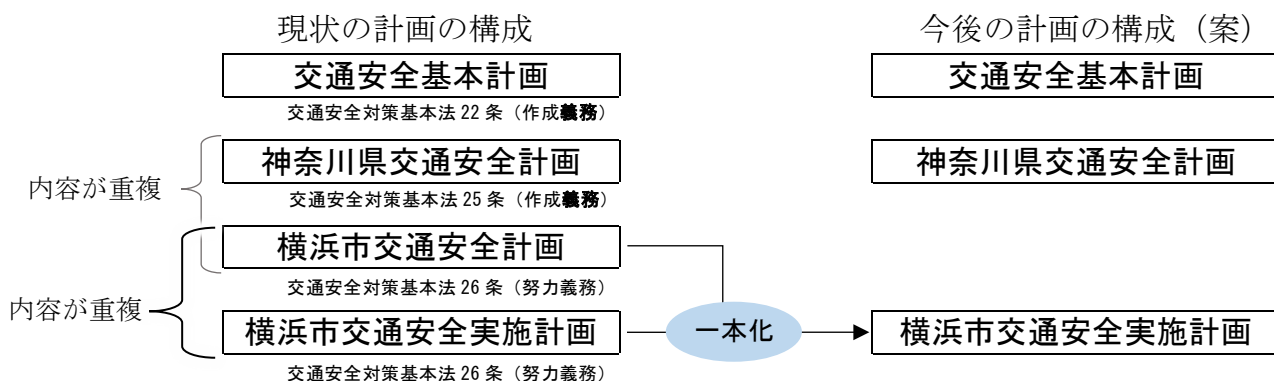 現状の計画の構成
今後の計画の構成（案）
交通安全基本計画
交通安全基本計画
交通安全対策基本法 22 条（作成義務）
神奈川県交通安全計画
神奈川県交通安全計画
内容が重複
交通安全対策基本法 25 条（作成義務）
横浜市交通安全計画
交通安全対策基本法 26 条（努力義務）
内容が重複
横浜市交通安全実施計画
一本化
横浜市交通安全実施計画
交通安全対策基本法 26 条（努力義務）